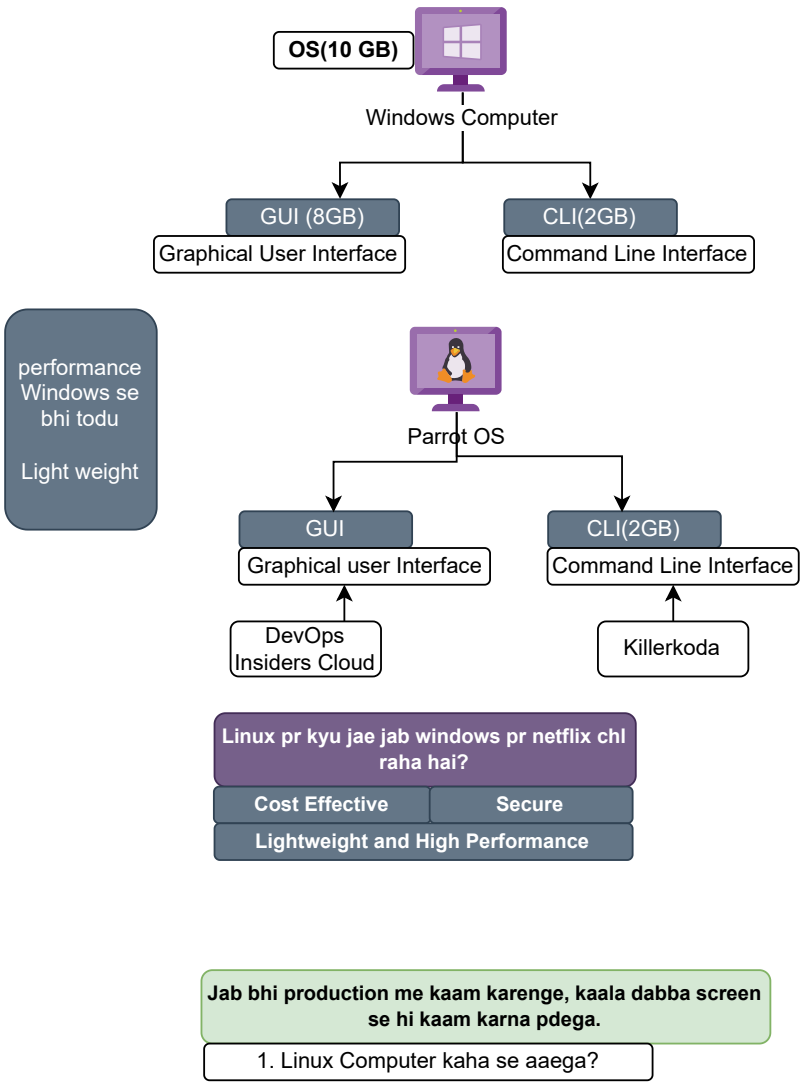 OS(10 GB)
Windows Computer
GUI (8GB)
Graphical User Interface
CLI(2GB)
Command Line Interface
performance
Windows se
bhi todu
Light weight
Parrot OS
GUI
Graphical user Interface
CLI(2GB)
Command Line Interface
DevOps
Insiders Cloud
Killerkoda
Linux pr kyu jae jab windows pr netflix chl
raha hai?
Cost Effective
Secure
Lightweight and High Performance
Jab bhi production me kaam karenge, kaala dabba screen
se hi kaam karna pdega.
1. Linux Computer kaha se aaega?